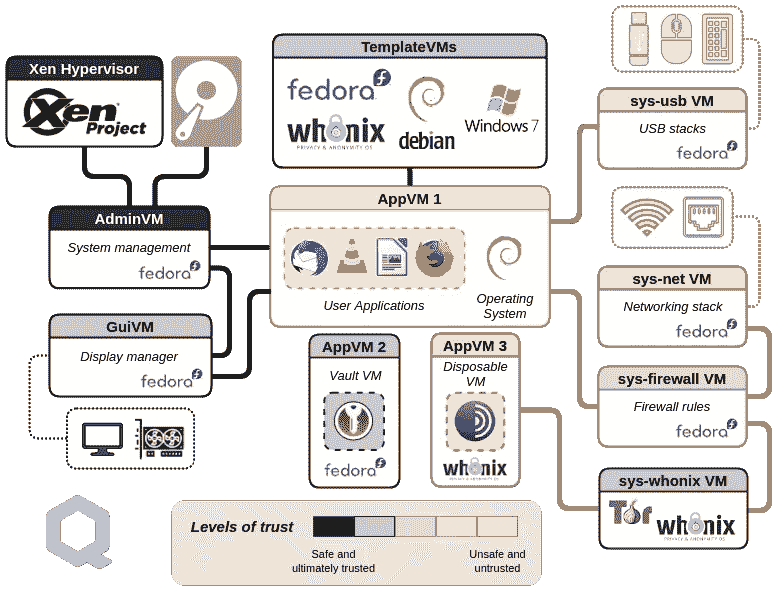 Xen Hypervisor
Xen
Project
TemplateVMs
fedora
whonix
PRIVACY & ANONYMITY OS
debian
Windows 7
sys-usb VM
USB stacks
fedora
AdminVM
System management
fedora
AppVM 1
User Applications
Operating
System
sys-net VM
Networking stack
fedora
GuiVM
Display manager
fedora
AppVM 2
Vault VM
fedora
AppVM 3
Disposable
VM
whonix
PRIVACY & ANONYMITY OS
sys-firewall VM
Firewall rules
fedora
sys-whonix VM
Tor
whonix
PRIVACY & ANONYMITY OS
Levels of trust
Safe and
ultimately trusted
Unsafe and
untrusted